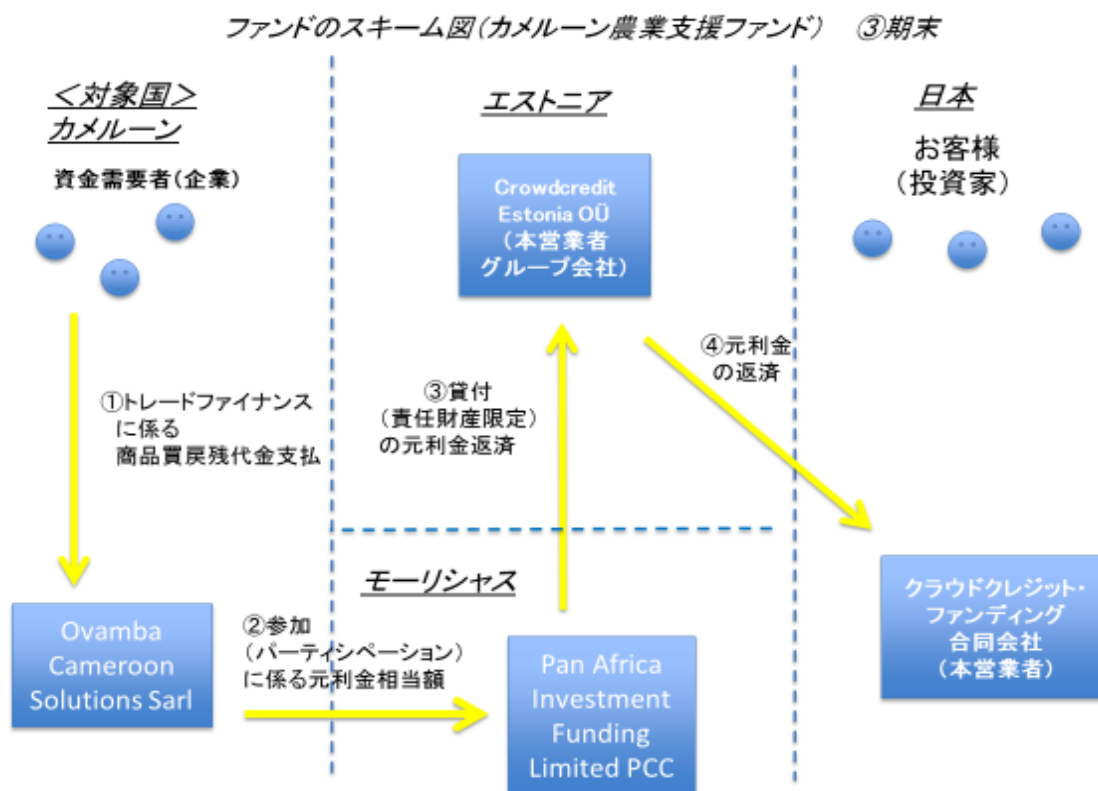 ファンドのスキーム図(カメルーン農業支援ファンド) ③期末
<対象国>
カメルーン
資金需要者(企業)
エストニア
Crowdcredit
Estonia OÜ
(本営業者
グループ会社)
日本
お客様
(投資家)
①トレードファイナンス
に係る
商品買戻残代金支払
③貸付
(責任財産限定)
の元利金返済
④元利金
の返済
Ovamba
Cameroon
Solutions Sarl
②参加
(パーティシペーション)
に係る元利金相当額
モーリシャス
Pan Africa
Investment
Funding
Limited PCC
クラウドクレジット・
ファンディング
合同会社
(本営業者)